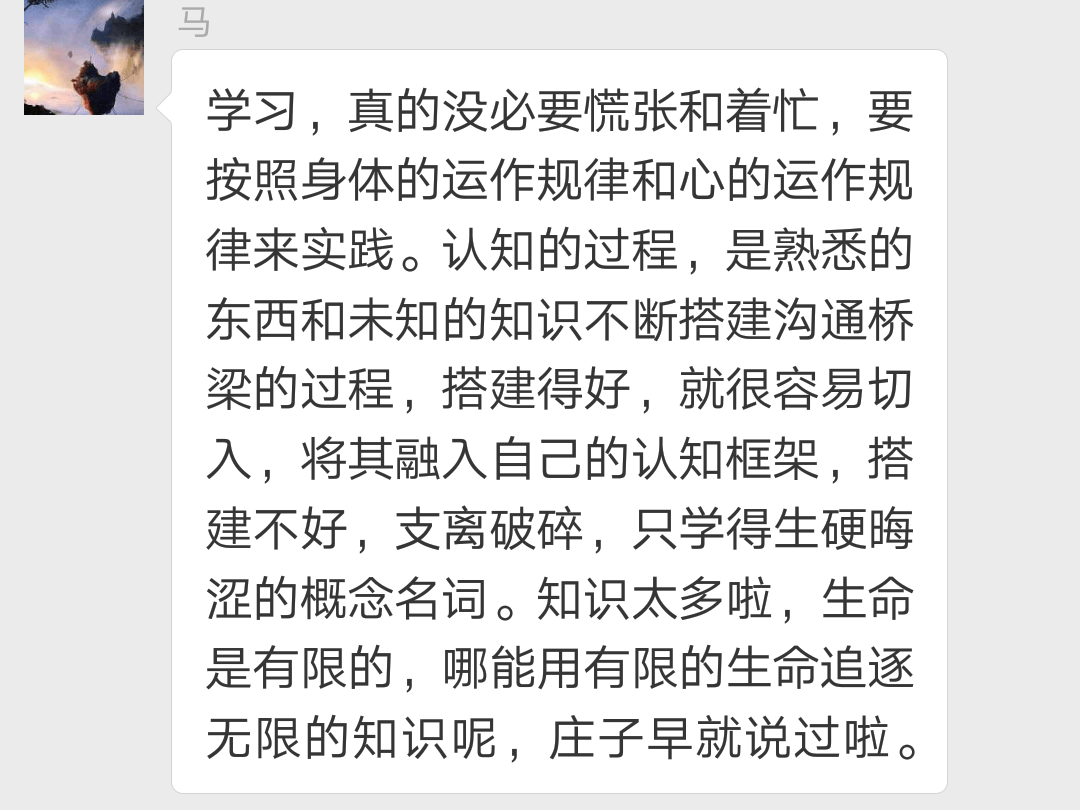 马
学习，真的没必要慌张和着忙，要
按照身体的运作规律和心的运作规
律来实践。认知的过程，是熟悉的
东西和未知的知识不断搭建沟通桥
梁的过程，搭建得好，就很容易切
入，将其融入自己的认知框架，搭
建不好，支离破碎，只学得生硬晦
涩的概念名词。知识太多啦，生命
是有限的，哪能用有限的生命追逐
无限的知识呢，庄子早就说过啦。